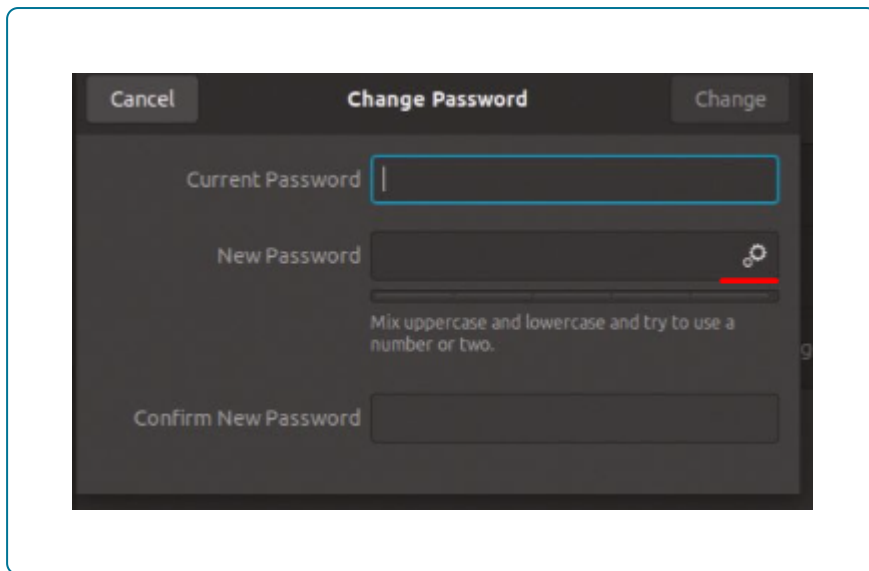 Cancel
Change Password
Change
Current Password
New Password
Mix uppercase and lowercase and try to use a
number or two.
Confirm New Password